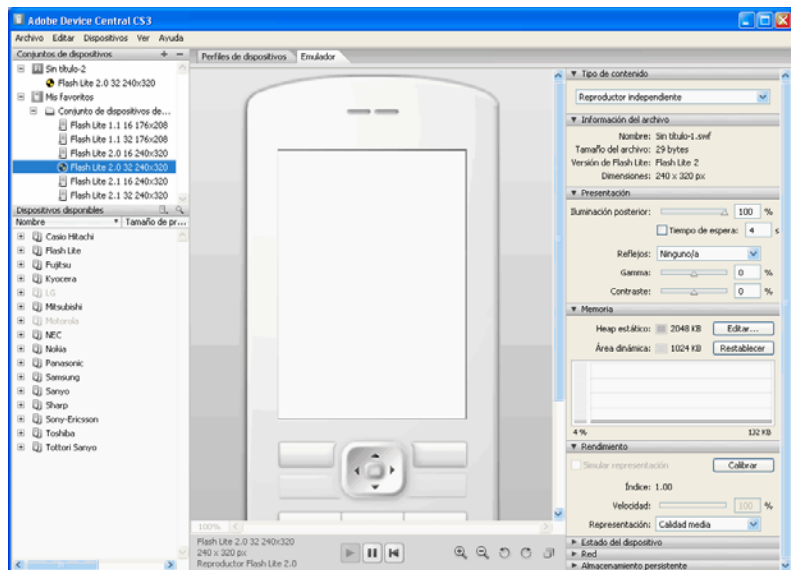 Adobe Device Central CS3
Archivo Editar Dispositivos Ver Ayuda
Conjuntos de dispositivos
Sin título-2
Flash Lite 2.0 32 240x320
Mis favoritos
Conjunto de dispositivos de...
Flash Lite 1.1 16 176x208
Flash Lite 1.1 32 176x208
Flash Lite 2.0 16 240x320
Flash Lite 2.0 32 240x320
Flash Lite 2.1 16 240x320
Flash Lite 2.1 32 240x320
Dispositivos disponibles
Nombre Tamaño de pr...
Casio Hitachi
Flash Lite
Fujitsu
Kyocera
LG
Mitsubishi
Motorola
NEC
Nokia
Panasonic
Samsung
Sanyo
Sharp
Sony-Ericsson
Toshiba
Tottori Sanyo
Perfiles de dispositivos Emulador
100%
Flash Lite 2.0 32 240x320
240 x 320 px
Reproductor Flash Lite 2.0
Tipo de contenido
Reproductor independiente
Información del archivo
Nombre: Sin título-1.swf
Tamaño del archivo: 29 bytes
Versión de Flash Lite: Flash Lite 2
Dimensiones: 240 x 320 px
Presentación
Iluminación posterior: 100 %
Tiempo de espera: 4 s
Reflejos: Ninguno/a
Gamma: 0 %
Contraste: 0 %
Memoria
Heap estático: 2048 KB Editar...
Área dinámica: 1024 KB Restablecer
4 % 132 KB
Rendimiento
Simular representación Calibrar
Índice: 1.00
Velocidad: 100 %
Representación: Calidad media
Estado del dispositivo
Red
Almacenamiento persistente